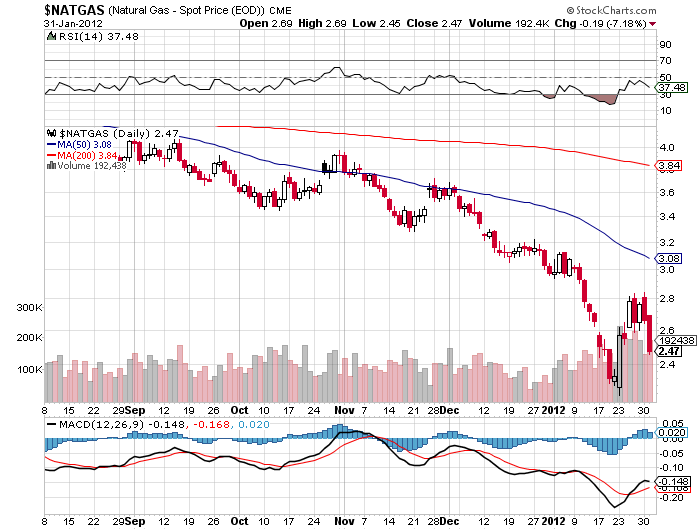 $NATGAS (Natural Gas - Spot Price (EOD)) CME
© StockCharts.com
31-Jan-2012
Open 2.69 High 2.69 Low 2.45 Close 2.47 Volume 192.4K Chg -0.19 (-7.18%)
RSI(14) 37.48
90
70
50
37.48
30
10
$NATGAS (Daily) 2.47
MA(50) 3.08
MA(200) 3.84
Volume 192,438
4.0
3.84
3.6
3.4
3.2
3.08
3.0
2.8
2.6
192438
2.47
2.4
300K
200K
100K
8 15 22 29 Sep 12 19 26 Oct 10 17 24 Nov 7 14 21 28 Dec 12 19 27 2012 9 17 23 30
MACD(12,26,9) -0.148, -0.168, 0.020
0.05
0.020
-0.05
-0.10
-0.148
-0.168
-0.20
8 15 22 29 Sep 12 19 26 Oct 10 17 24 Nov 7 14 21 28 Dec 12 19 27 2012 9 17 23 30